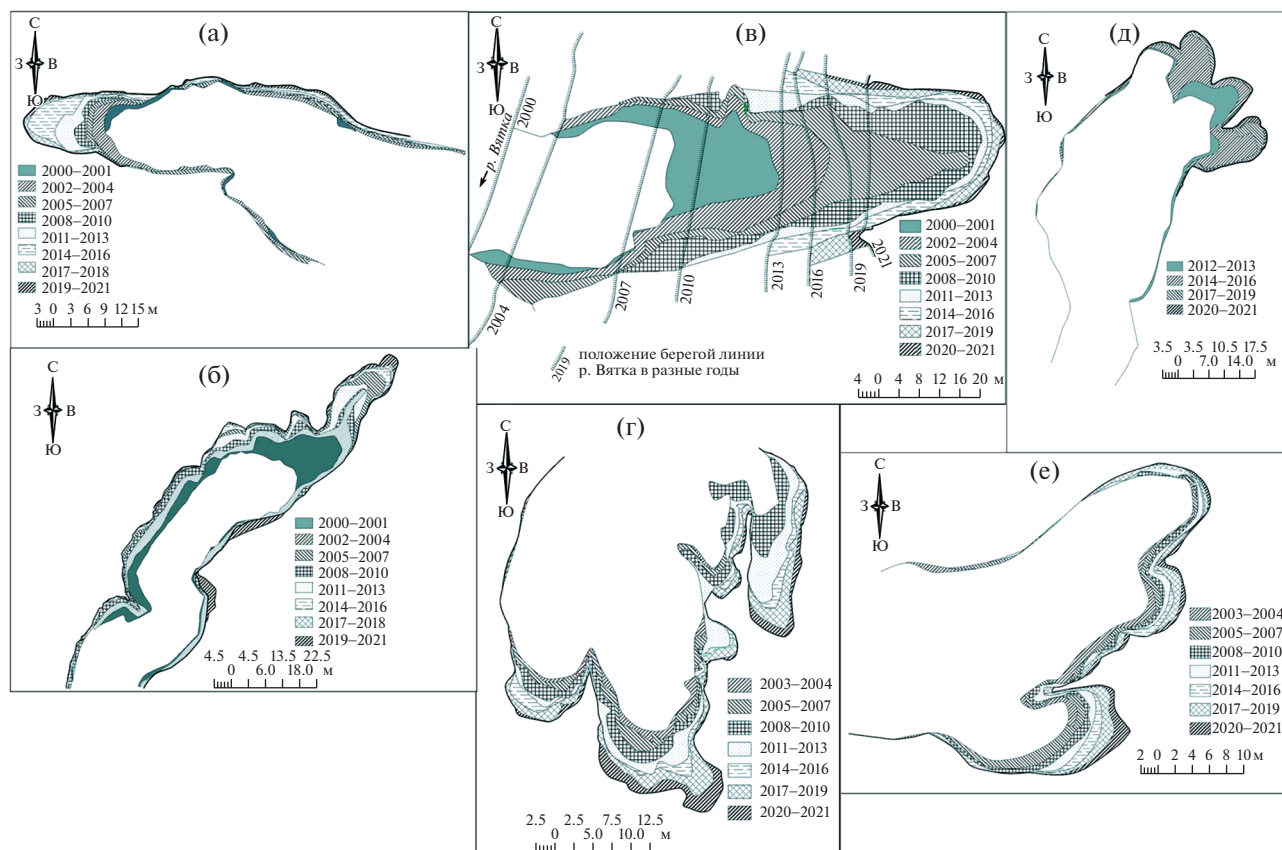 (а)
С
З В
Ю
2000–2001
2002–2004
2005–2007
2008–2010
2011–2013
2014–2016
2017–2018
2019–2021
3 0 3 6 9 12 15 м
(в)
С
З В
Ю
р. Вятка
2000
2004
2007
2010
2013
2016
2019
2021
2000–2001
2002–2004
2005–2007
2008–2010
2011–2013
2014–2016
2017–2019
2020–2021
2019
положение берегой линии
р. Вятка в разные годы
4 0 4 8 12 16 20 м
(д)
С
З В
Ю
2012–2013
2014–2016
2017–2019
2020–2021
3.5 3.5 10.5 17.5
0 7.0 14.0 м
(б)
С
З В
Ю
2000–2001
2002–2004
2005–2007
2008–2010
2011–2013
2014–2016
2017–2018
2019–2021
4.5 4.5 13.5 22.5
0 6.0 18.0 м
(г)
С
З В
Ю
2003–2004
2005–2007
2008–2010
2011–2013
2014–2016
2017–2019
2020–2021
2.5 2.5 7.5 12.5
0 5.0 10.0 м
(е)
С
З В
Ю
2003–2004
2005–2007
2008–2010
2011–2013
2014–2016
2017–2019
2020–2021
2 0 2 4 6 8 10 м